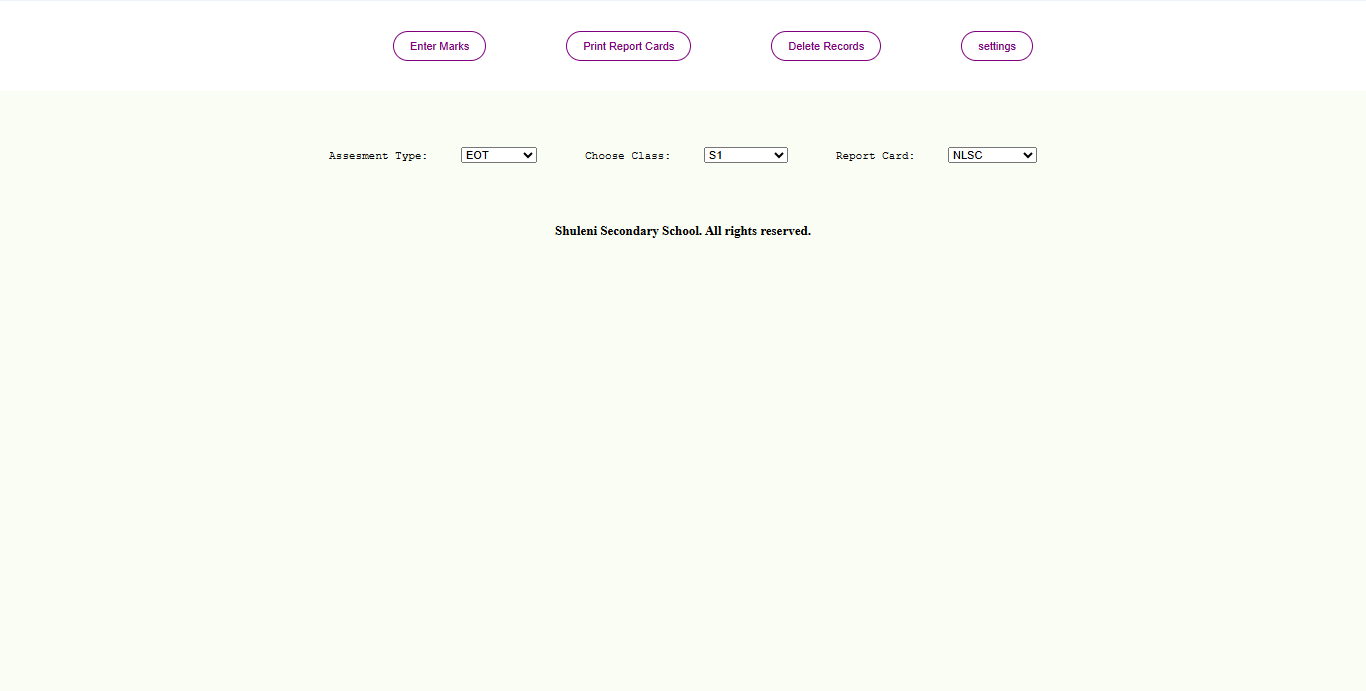 Enter Marks Print Report Cards Delete Records settings
Assesment Type: EOT Choose Class: S1 Report Card: NLSC
Shuleni Secondary School. All rights reserved.